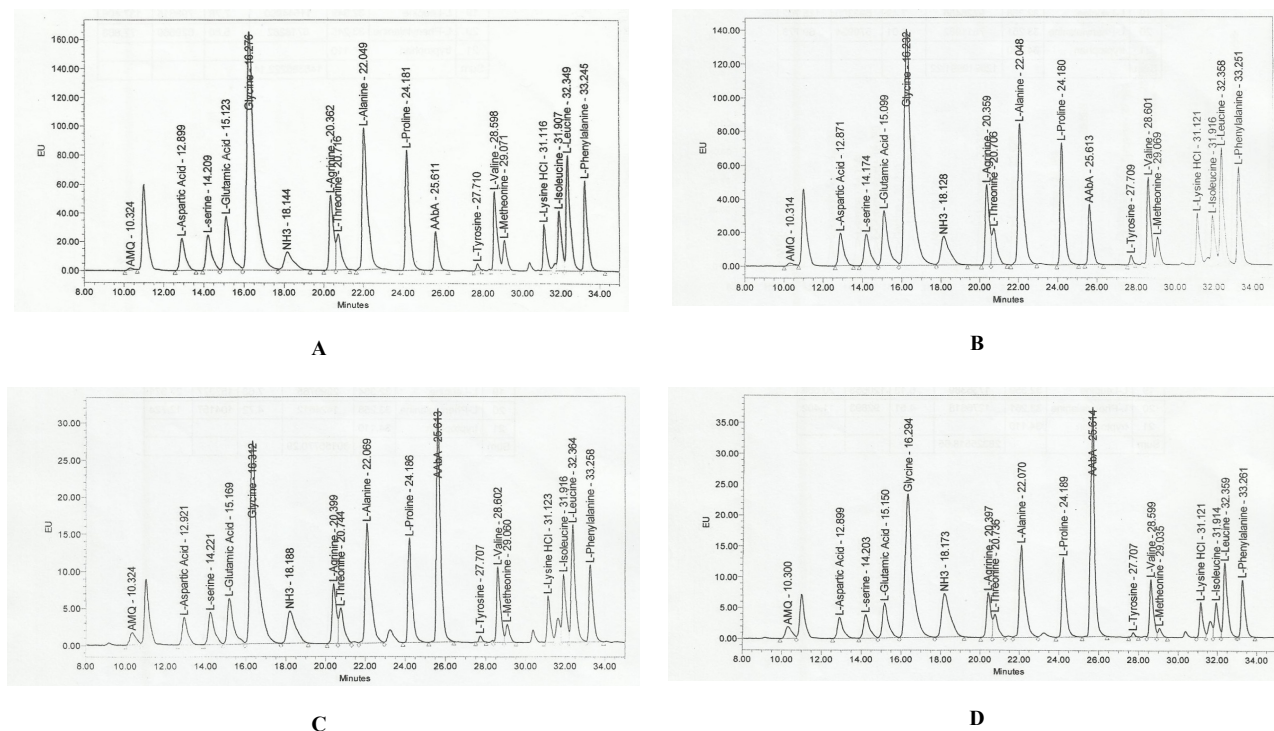 160.00
140.00
120.00
100.00
80.00
60.00
40.00
20.00
0.00
EU
AMQ - 10.324
L-Aspartic Acid - 12.899
L-serine - 14.209
L-Glutamic Acid - 15.123
Glycine - 16.276
NH3 - 18.144
L-Agrinine - 20.362
L-Threonine - 20.716
L-Alanine - 22.049
L-Proline - 24.181
AAbA - 25.611
L-Tyrosine - 27.710
L-Valine - 28.598
L-Metheonine - 29.071
L-Lysine HCl - 31.116
L-Isoleucine - 31.907
L-Leucine - 32.349
L-Phenylalanine - 33.245
8.00 10.00 12.00 14.00 16.00 18.00 20.00 22.00 24.00 26.00 28.00 30.00 32.00 34.00
Minutes
A
140.00
120.00
100.00
80.00
60.00
40.00
20.00
0.00
EU
AMQ - 10.314
L-Aspartic Acid - 12.871
L-serine - 14.174
L-Glutamic Acid - 15.099
Glycine - 16.232
NH3 - 18.128
L-Agrinine - 20.359
L-Threonine - 20.706
L-Alanine - 22.048
L-Proline - 24.180
AAbA - 25.613
L-Tyrosine - 27.709
L-Valine - 28.601
L-Metheonine - 29.069
L-Lysine HCl - 31.121
L-Isoleucine - 31.916
L-Leucine - 32.358
L-Phenylalanine - 33.251
8.00 10.00 12.00 14.00 16.00 18.00 20.00 22.00 24.00 26.00 28.00 30.00 32.00 34.00
Minutes
B
30.00
25.00
20.00
15.00
10.00
5.00
0.00
EU
AMQ - 10.324
L-Aspartic Acid - 12.921
L-serine - 14.221
L-Glutamic Acid - 15.169
Glycine - 16.312
NH3 - 18.188
L-Agrinine - 20.399
L-Threonine - 20.744
L-Alanine - 22.069
L-Proline - 24.186
AAbA - 25.613
L-Tyrosine - 27.707
L-Valine - 28.602
L-Metheonine - 29.060
L-Lysine HCl - 31.123
L-Isoleucine - 31.916
L-Leucine - 32.364
L-Phenylalanine - 33.258
8.00 10.00 12.00 14.00 16.00 18.00 20.00 22.00 24.00 26.00 28.00 30.00 32.00 34.00
Minutes
C
35.00
30.00
25.00
20.00
15.00
10.00
5.00
0.00
EU
AMQ - 10.300
L-Aspartic Acid - 12.899
L-serine - 14.203
L-Glutamic Acid - 15.150
Glycine - 16.294
NH3 - 18.173
L-Agrinine - 20.397
L-Threonine - 20.736
L-Alanine - 22.070
L-Proline - 24.189
AAbA - 25.614
L-Tyrosine - 27.707
L-Valine - 28.599
L-Metheonine - 29.035
L-Lysine HCl - 31.121
L-Isoleucine - 31.914
L-Leucine - 32.359
L-Phenylalanine - 33.261
8.00 10.00 12.00 14.00 16.00 18.00 20.00 22.00 24.00 26.00 28.00 30.00 32.00 34.00
Minutes
D